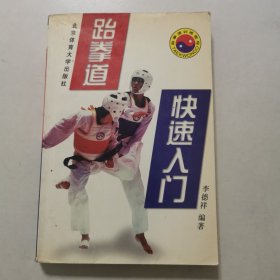 跆拳道
快速入门
李德祥 编著
北京体育大学出版社